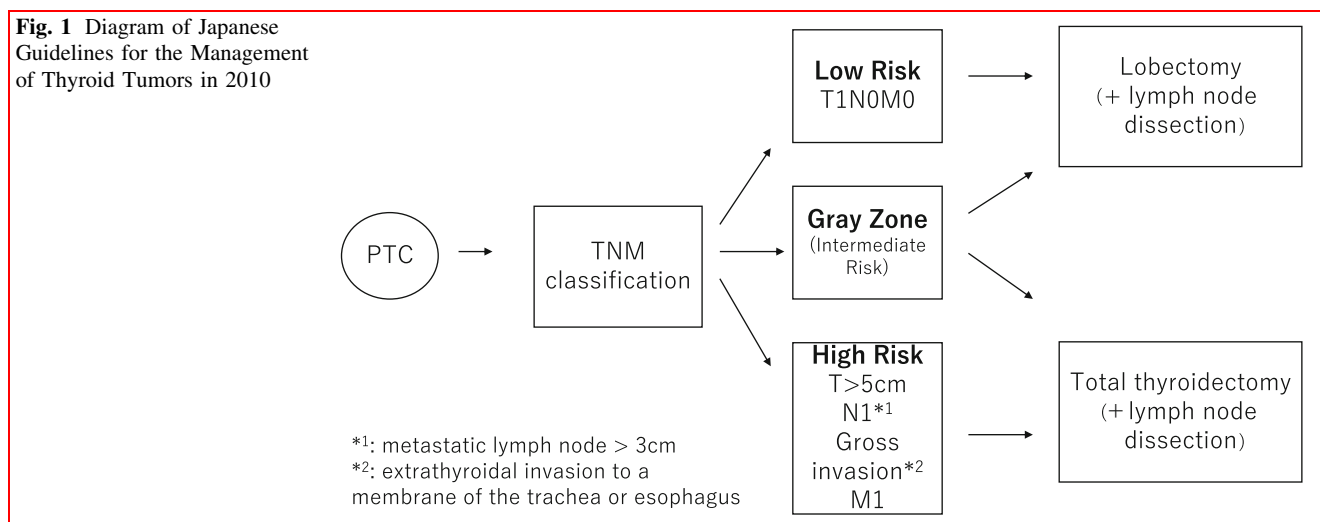 Fig. 1 Diagram of Japanese
Guidelines for the Management
of Thyroid Tumors in 2010
PTC
TNM
classification
Low Risk
T1N0M0
Gray Zone
(Intermediate
Risk)
High Risk
T>5cm
N1*1
Gross
invasion*2
M1
Lobectomy
(+ lymph node
dissection)
Total thyroidectomy
(+lymph node
dissection)
*1: metastatic lymph node > 3cm
*2: extrathyroidal invasion to a
membrane of the trachea or esophagus